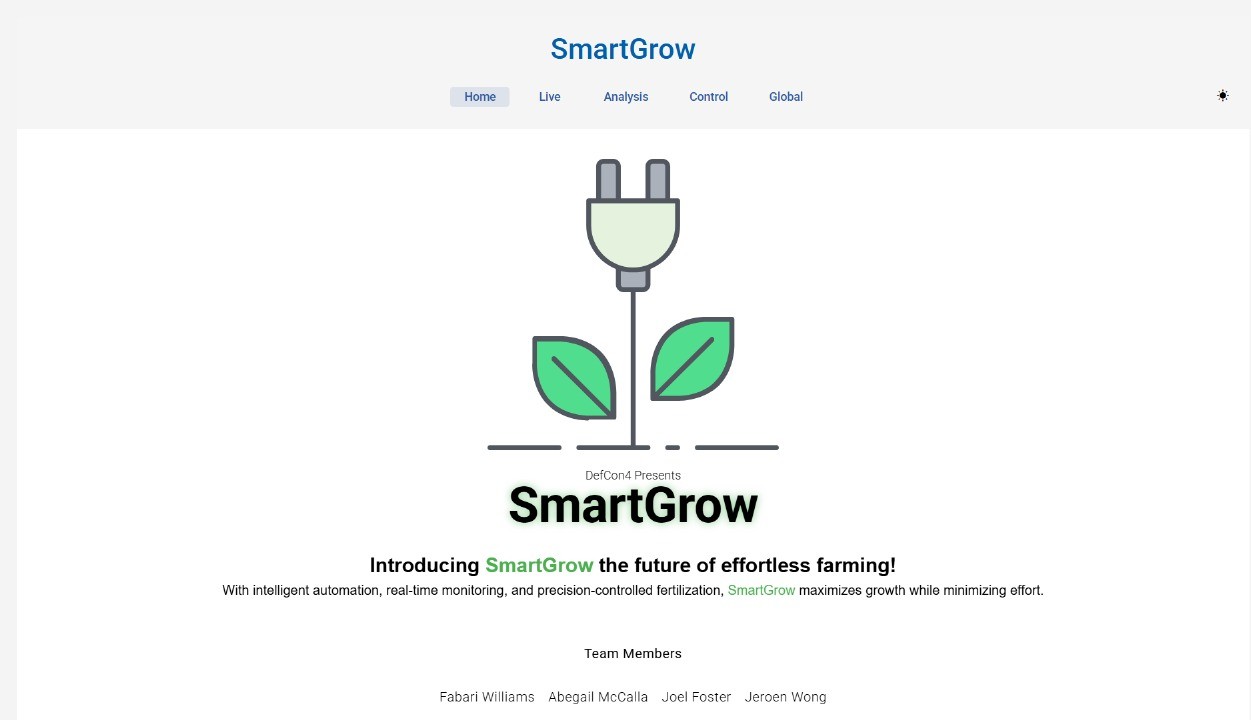 SmartGrow
Home Live Analysis Control Global
DefCon4 Presents
SmartGrow
Introducing SmartGrow the future of effortless farming!
With intelligent automation, real-time monitoring, and precision-controlled fertilization, SmartGrow maximizes growth while minimizing effort.
Team Members
Fabari Williams Abegail McCalla Joel Foster Jeroen Wong